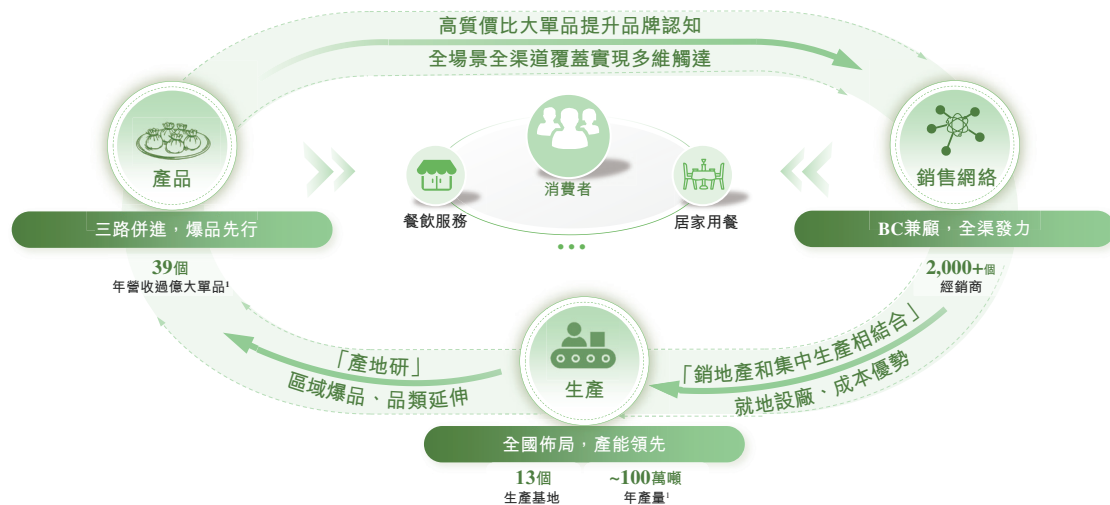 高質價比大單品提升品牌認知
全場景全渠道覆蓋實現多維觸達
產品
三路併進，爆品先行
39個
年營收過億大單品¹
消費者
餐飲服務
居家用餐
銷售網絡
BC兼顧，全渠發力
2,000+個
經銷商
「銷地產和集中生產相結合」
就地設廠、成本優勢
生產
全國佈局，產能領先
13個
生產基地
~100萬噸
年產量¹
「產地研」
區域爆品、品類延伸